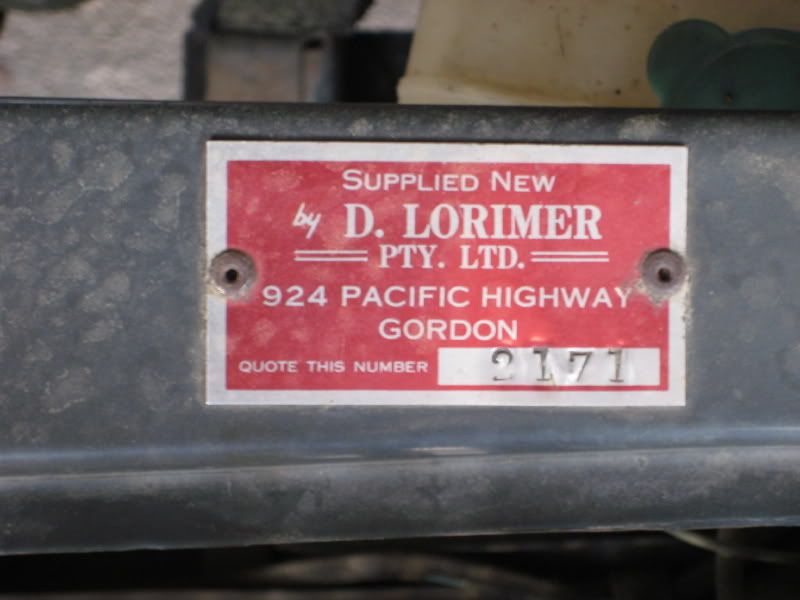 SUPPLIED NEW
by D. LORIMER
PTY. LTD.
924 PACIFIC HIGHWAY
GORDON
QUOTE THIS NUMBER 2171